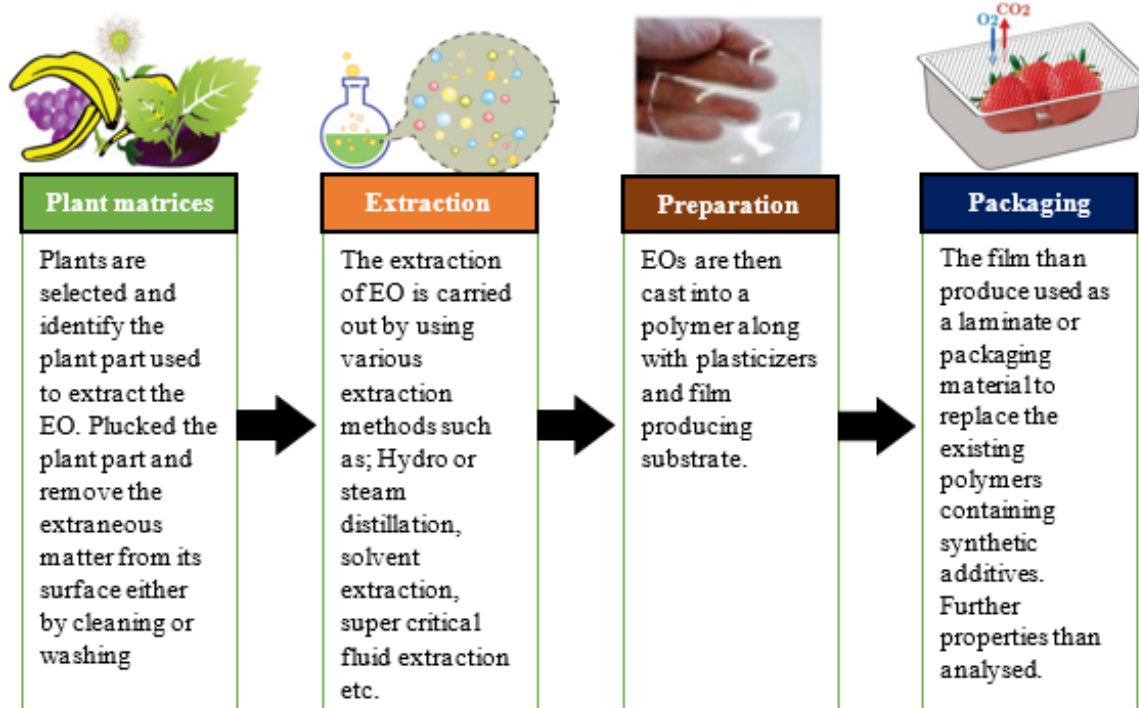 O2
CO2
Plant matrices
Plants are
selected and
identify the
plant part used
to extract the
EO. Plucked the
plant part and
remove the
extraneous
matter from its
surface either
by cleaning or
washing
Extraction
The extraction
of EO is carried
out by using
various
extraction
methods such
as; Hydro or
steam
distillation,
solvent
extraction,
super critical
fluid extraction
etc.
Preparation
EOs are then
cast into a
polymer along
with plasticizers
and film
producing
substrate.
Packaging
The film than
produce used as
a laminate or
packaging
material to
replace the
existing
polymers
containing
synthetic
additives.
Further
properties than
analysed.